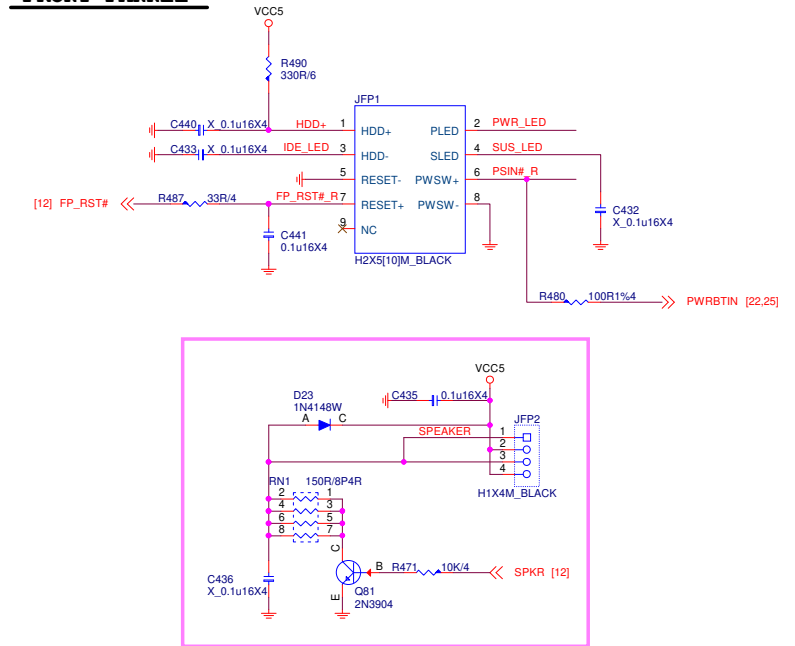 VCC5
R490
330R/6
JFP1
C440 X_0.1u16X4 HDD+ 1 HDD+ PLED 2 PWR_LED
C433 X_0.1u16X4 IDE_LED 3 HDD- SLED 4 SUS_LED
5 RESET- PWSW+ 6 PSIN#_R
[12] FP_RST# R487 33R/4 FP_RST#_R 7 RESET+ PWSW- 8
9 NC
C441
0.1u16X4
C432
X_0.1u16X4
H2X5[10]M_BLACK
R480 100R1%4 PWRBTIN [22,25]
VCC5
D23
1N4148W
A C
C435 0.1u16X4
JFP2
SPEAKER 1
2
3
4
H1X4M_BLACK
RN1 150R/8P4R
2 1
4 3
6 5
8 7
C
B R471 10K/4 SPKR [12]
E
Q81
2N3904
C436
X_0.1u16X4